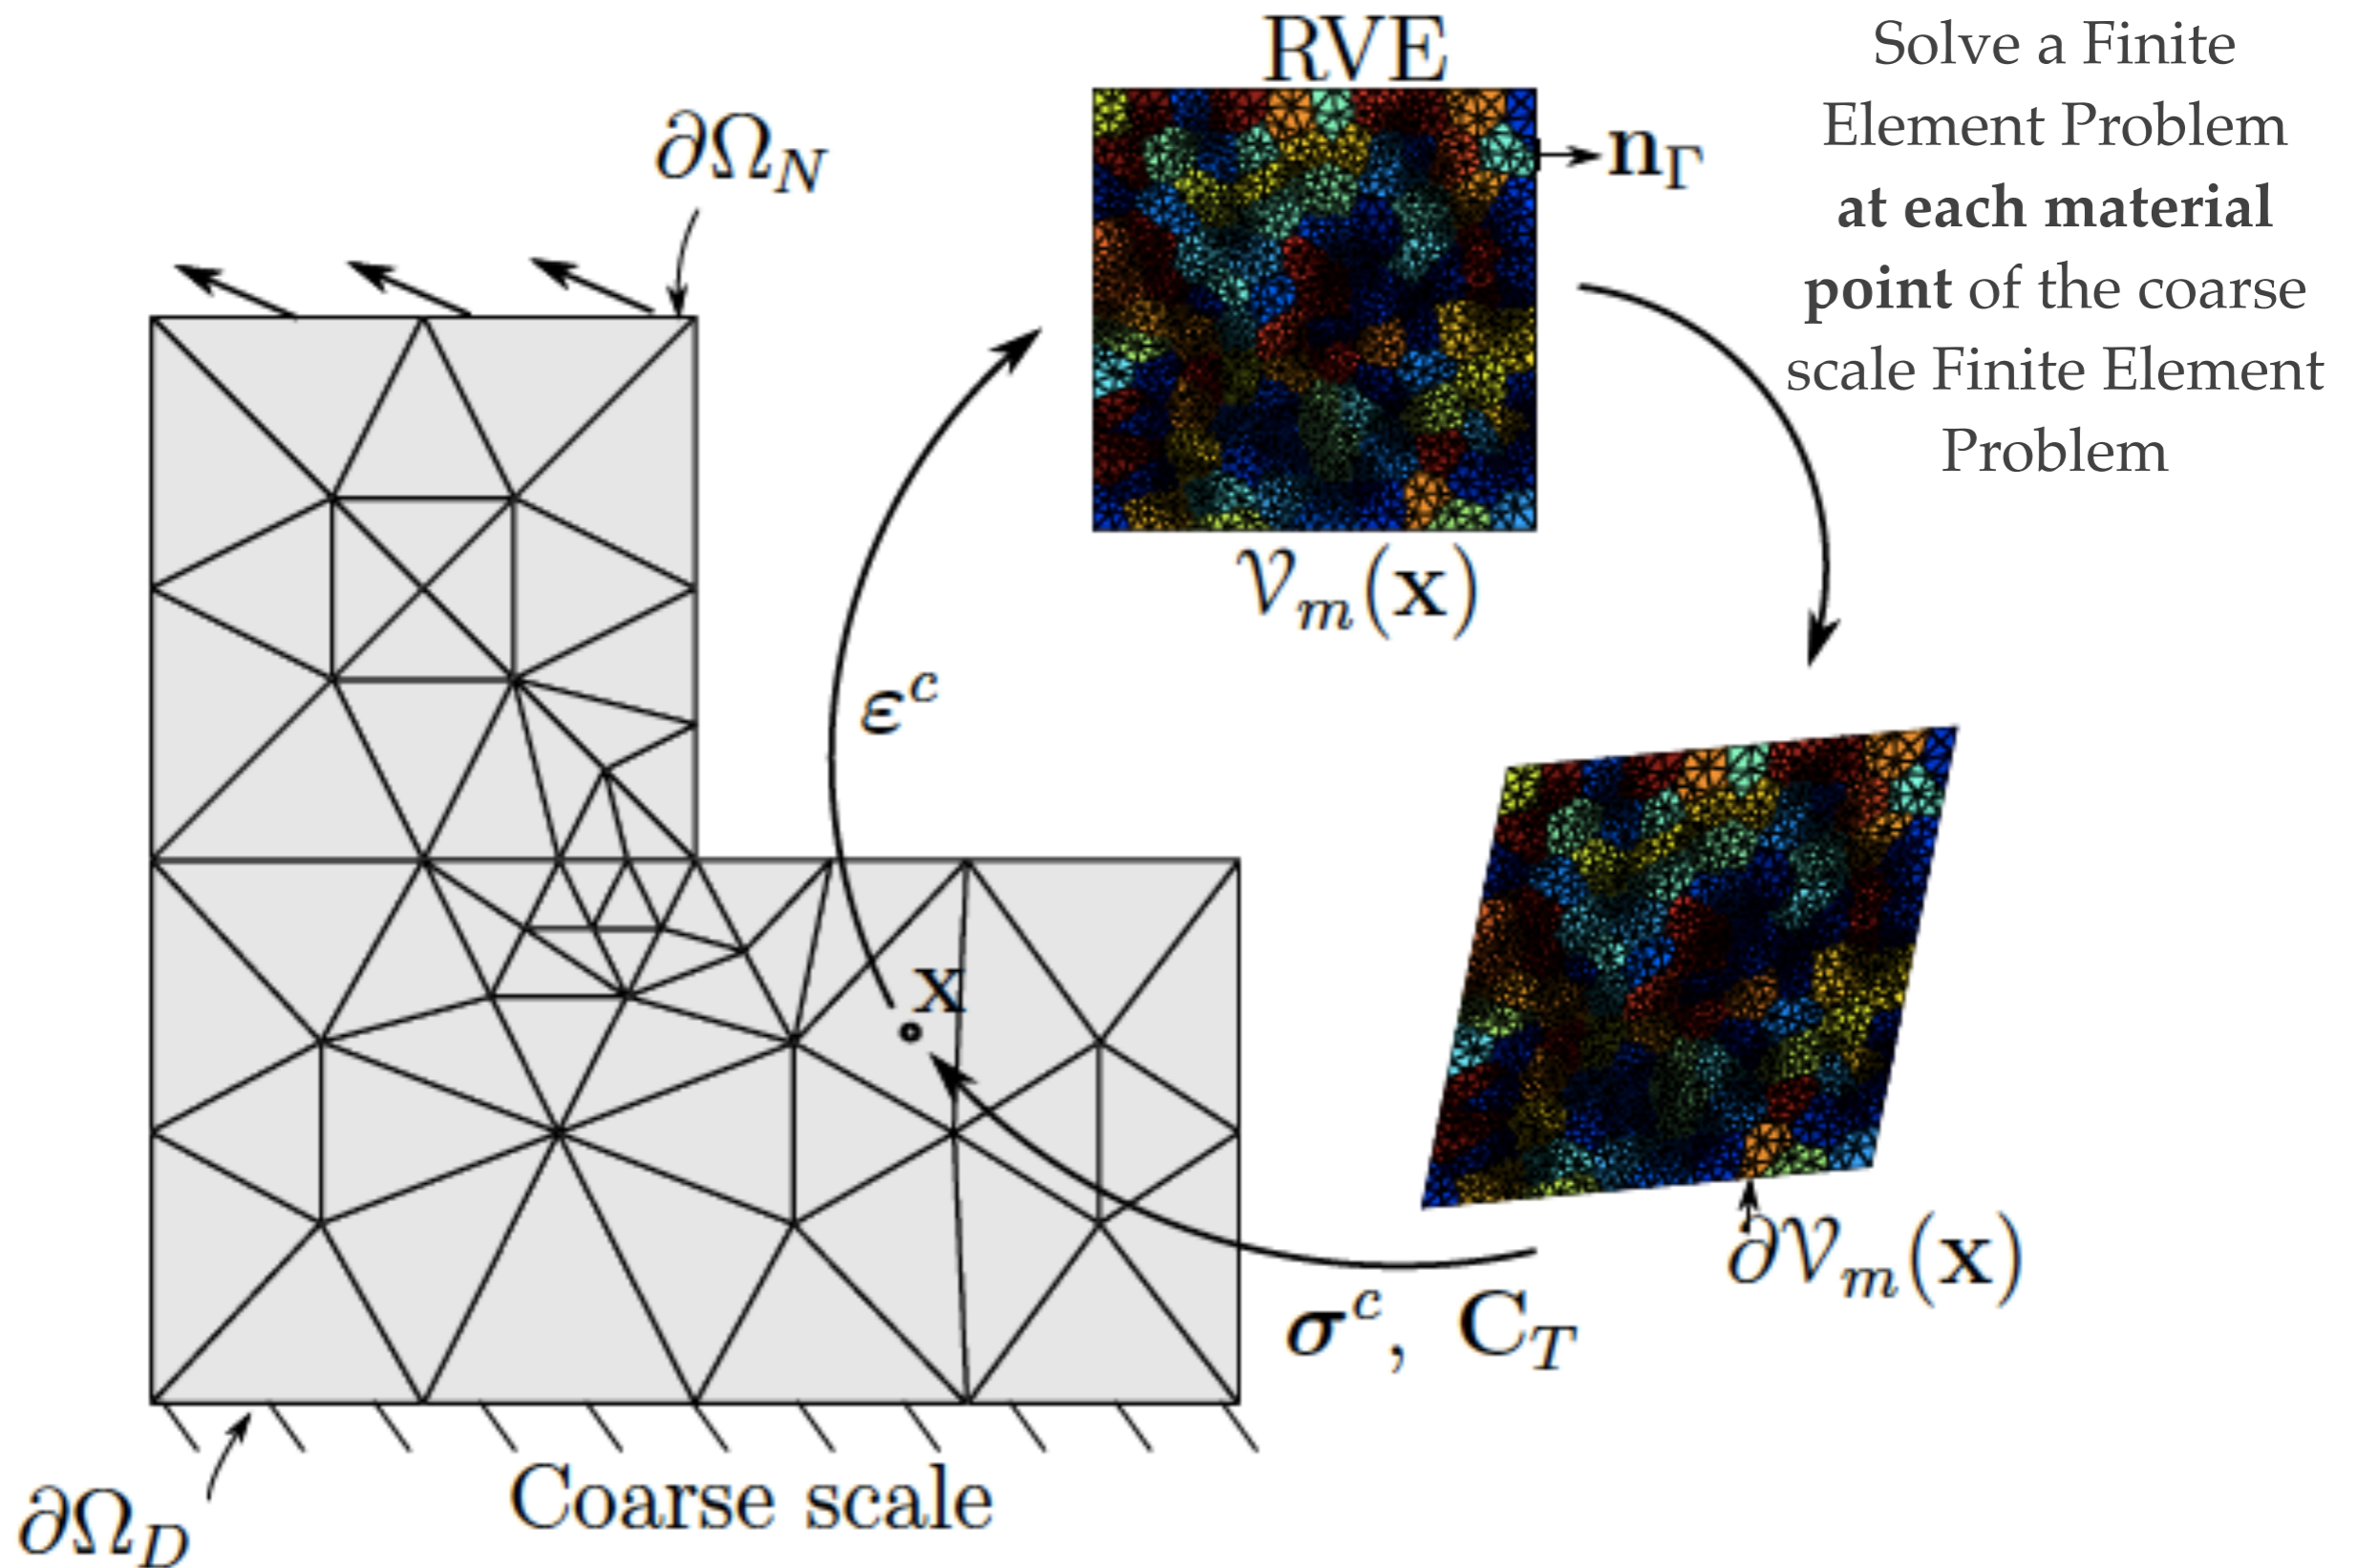 RVE
Solve a Finite
Element Problem
at each material
point of the coarse
scale Finite Element
Problem
∂Ω_N
n_Γ
𝒱_m(x)
ε^c
x
∂𝒱_m(x)
σ^c, C_T
Coarse scale
∂Ω_D